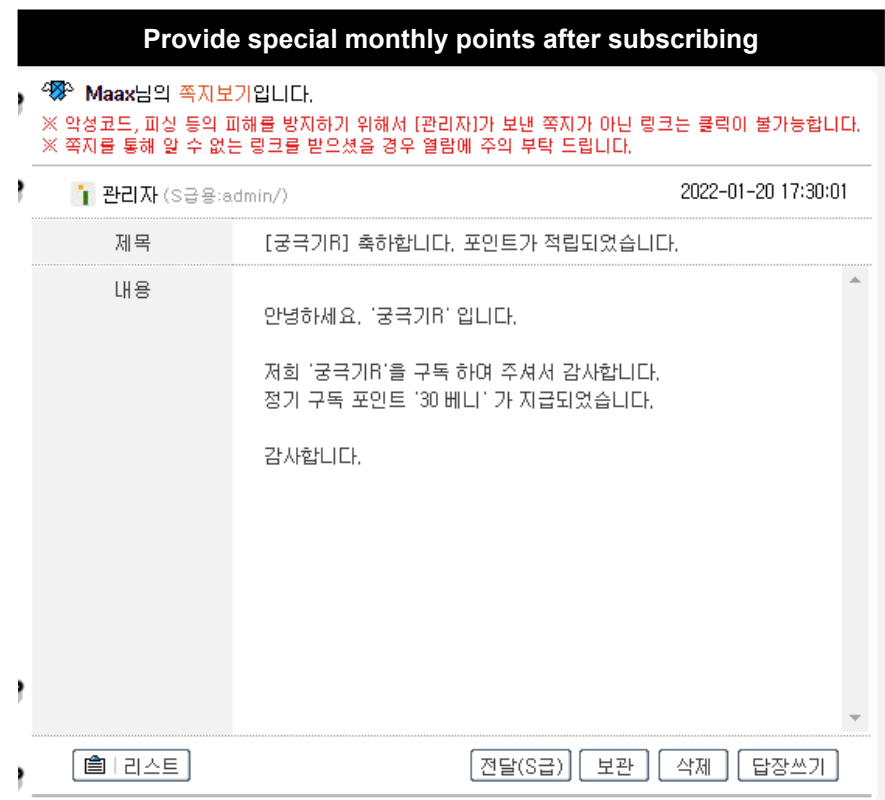 Provide special monthly points after subscribing
Maax님의 쪽지보기입니다.
※ 악성코드, 피싱 등의 피해를 방지하기 위해서 [관리자]가 보낸 쪽지가 아닌 링크는 클릭이 불가능합니다.
※ 쪽지를 통해 알 수 없는 링크를 받으셨을 경우 열람에 주의 부탁 드립니다.
관리자 (S급용:admin/) 2022-01-20 17:30:01
제목 [궁극기R] 축하합니다. 포인트가 적립되었습니다.
내용
안녕하세요. '궁극기R' 입니다.
저희 '궁극기R'을 구독 하여 주셔서 감사합니다.
정기 구독 포인트 '30 베니' 가 지급되었습니다.
감사합니다.
리스트 전달(S급) 보관 삭제 답장쓰기